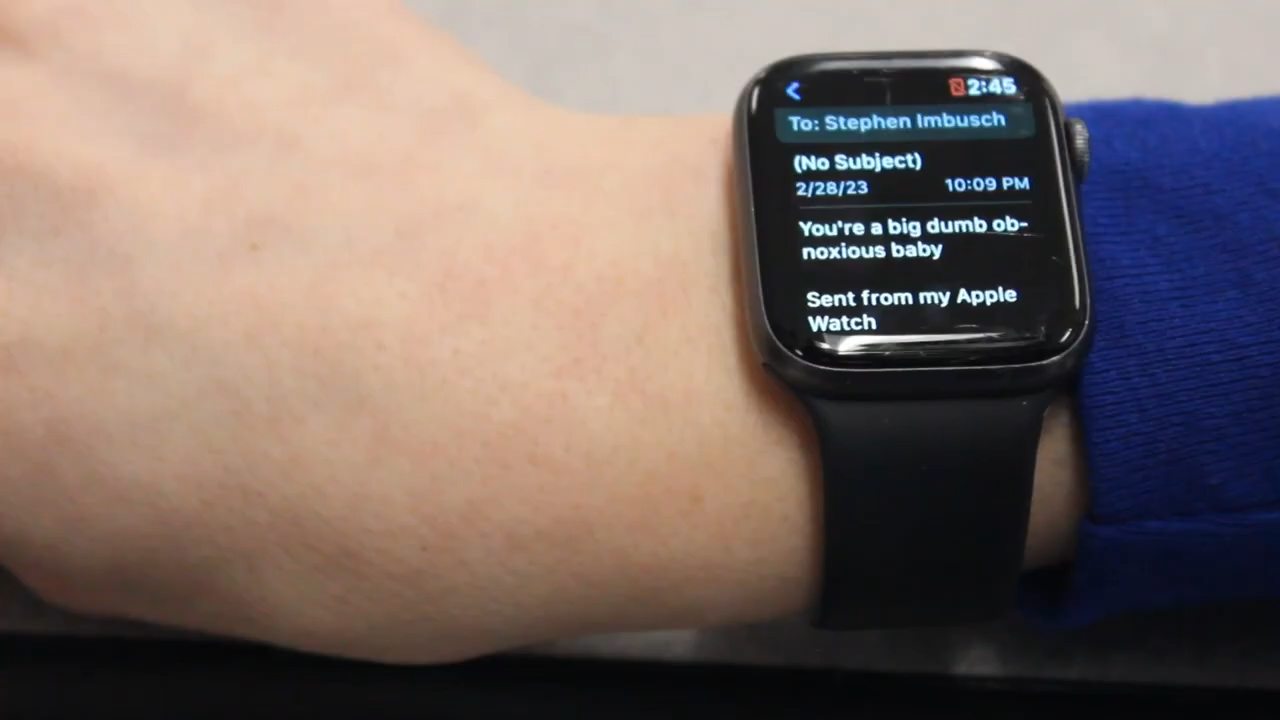 2:45
To: Stephen Imbusch
(No Subject)
2/28/23 10:09 PM
You're a big dumb ob-
noxious baby
Sent from my Apple
Watch